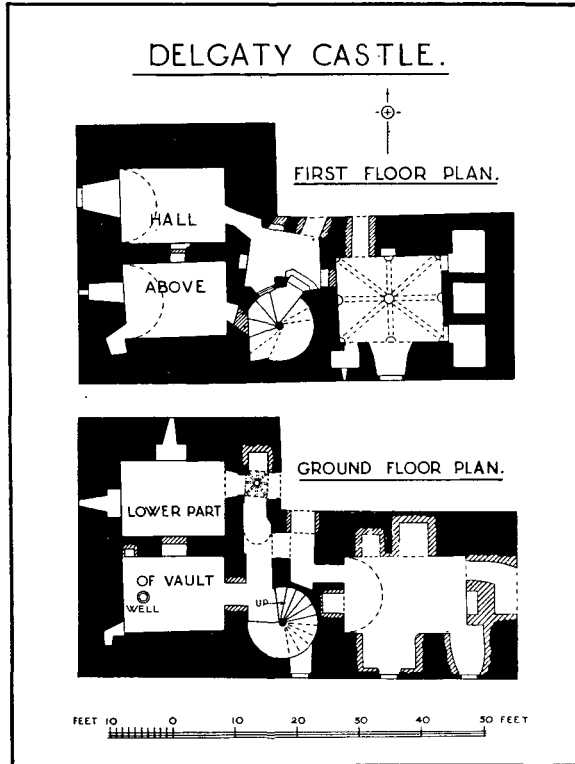 DELGATY CASTLE.
FIRST FLOOR PLAN.
HALL
ABOVE
GROUND FLOOR PLAN.
LOWER PART
OF VAULT
WELL
UP
FEET 10 0 10 20 30 40 50 FEET